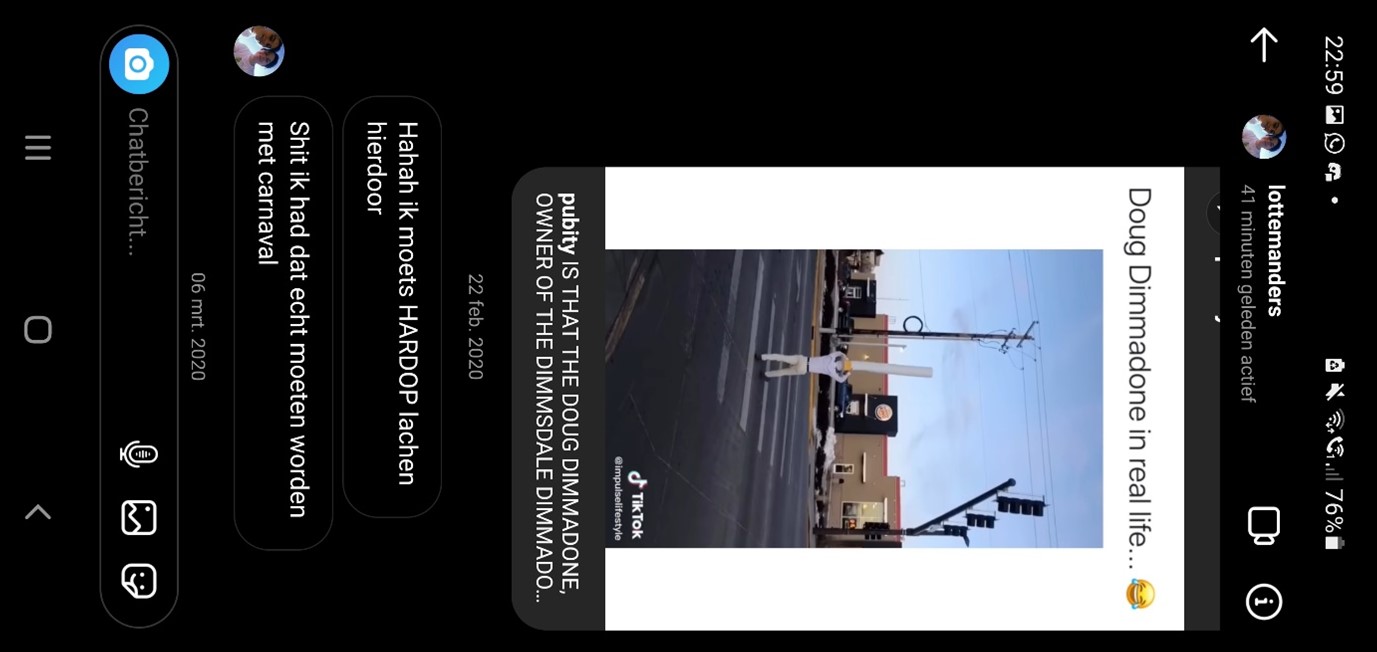 22:59
76%
lottemanders
41 minuten geleden actief
Doug Dimmadone in real life... 😂
TikTok
@impulselifestyle
pubity IS THAT THE DOUG DIMMADONE,
OWNER OF THE DIMMSDALE DIMMADO...
22 feb. 2020
Hahah ik moets HARDOP lachen
hierdoor
Shit ik had dat echt moeten worden
met carnaval
06 mrt. 2020
Chatbericht...